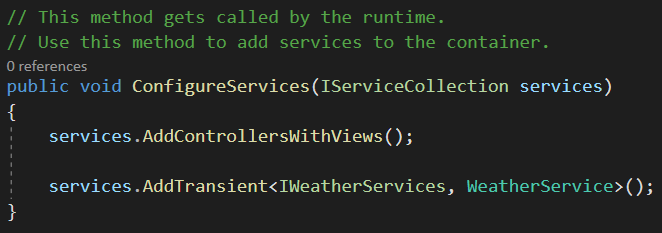 // This method gets called by the runtime.
// Use this method to add services to the container.
0 references
public void ConfigureServices(IServiceCollection services)
{
    services.AddControllersWithViews();

    services.AddTransient<IWeatherServices, WeatherService>();
}